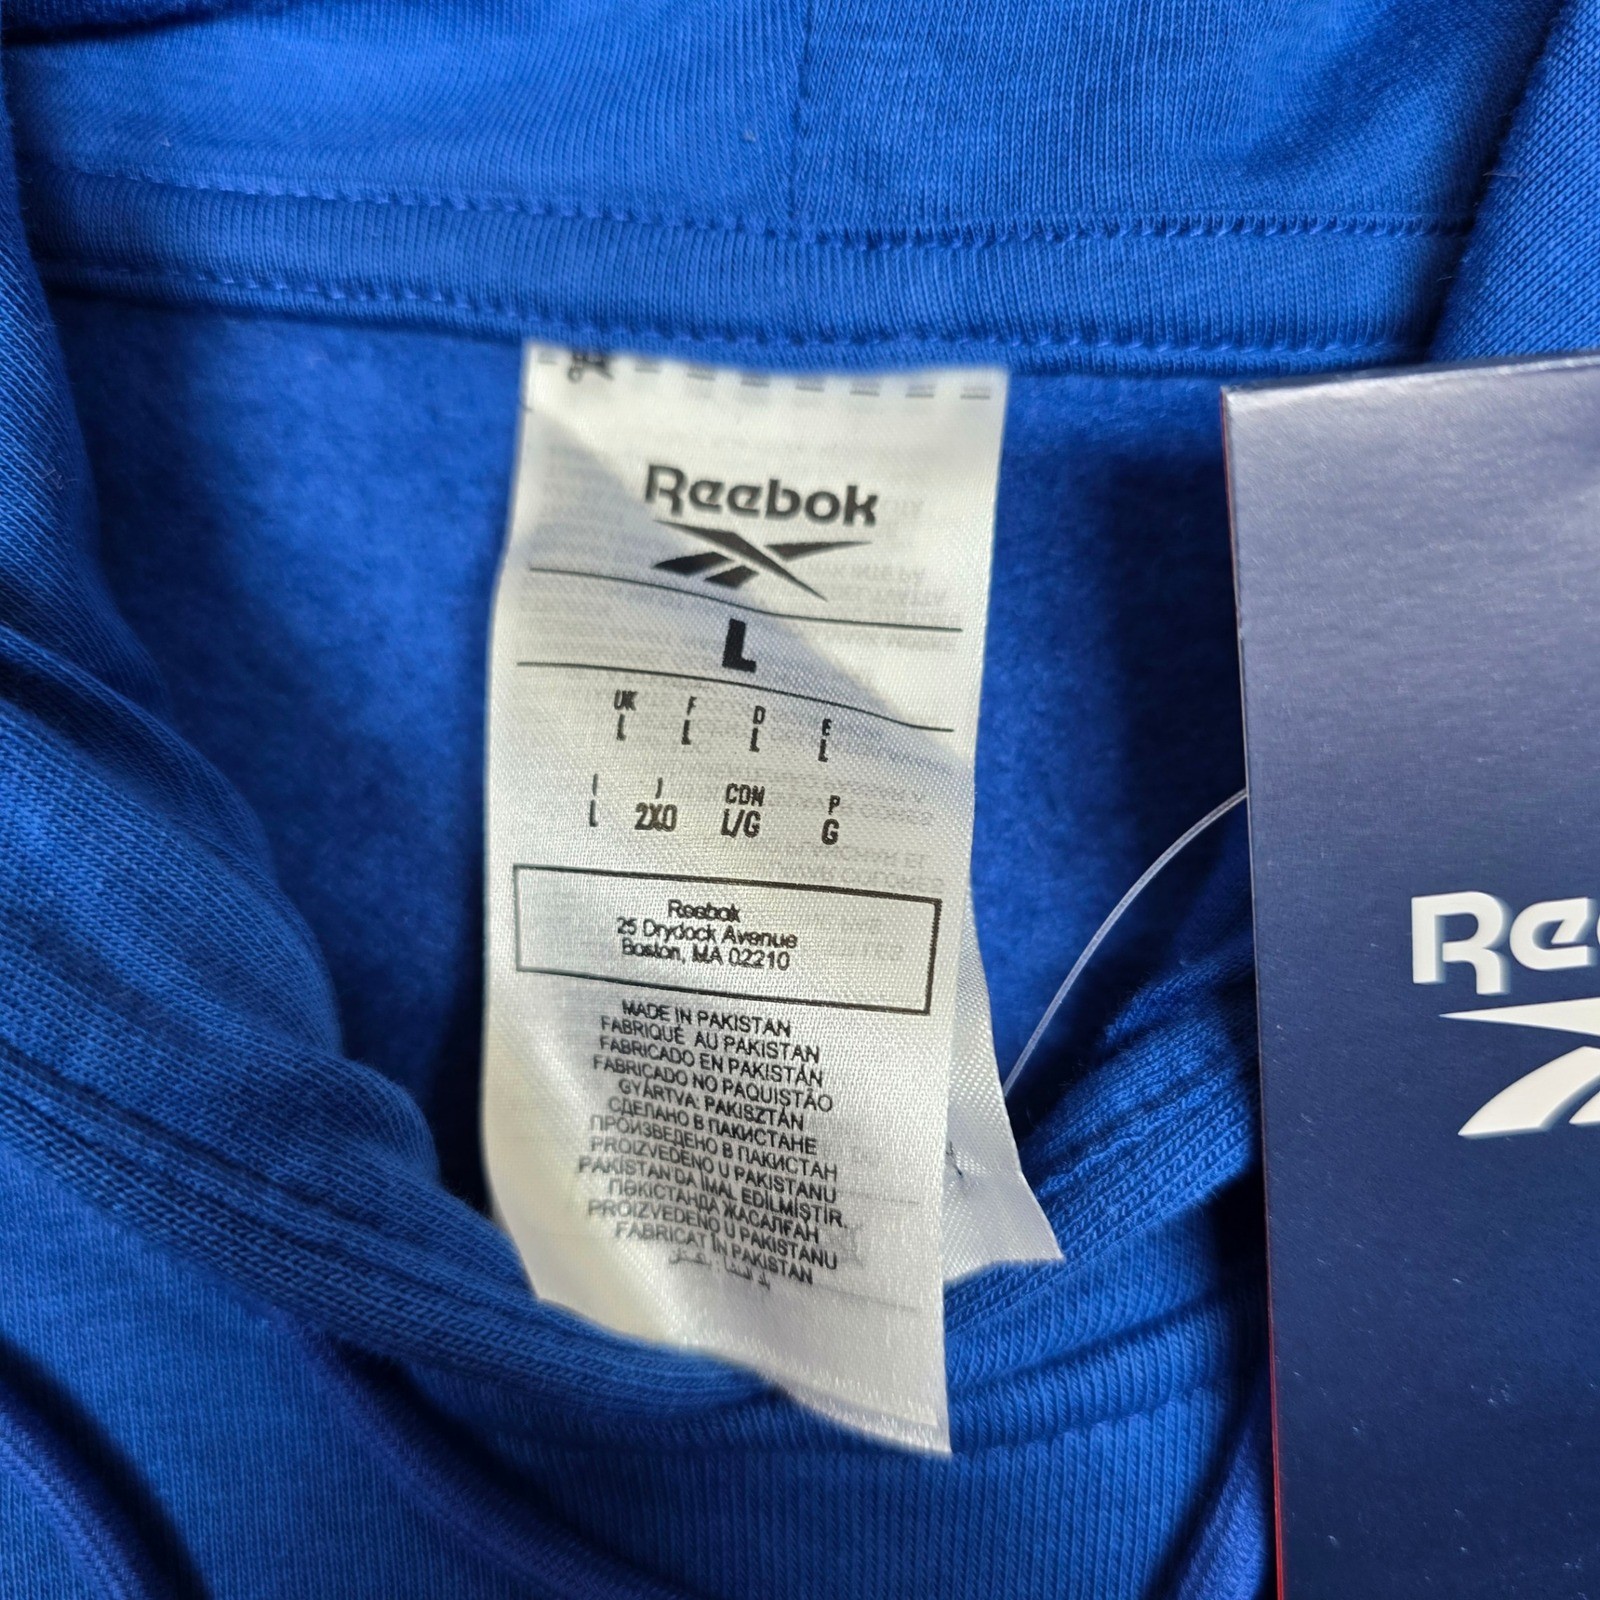 Reebok
L
UK F D E
L L L L
I J CDN P
L 2XO L/G G
Reebok
25 Drydock Avenue
Boston, MA 02210
MADE IN PAKISTAN
FABRIQUÉ AU PAKISTAN
FABRICADO EN PAKISTÁN
FABRICADO NO PAQUISTÃO
GYÁRTVA: PAKISZTÁN
СДЕЛАНО В ПАКИСТАНЕ
ПРОИЗВЕДЕНО В ПАКИСТАН
PROIZVEDENO U PAKISTANU
PAKİSTAN'DA İMAL EDİLMİŞTİR.
ПӘКІСТАНДА ЖАСАЛҒАН
PROIZVEDENO U PAKISTANU
FABRICAT ÎN PAKISTAN
Ree